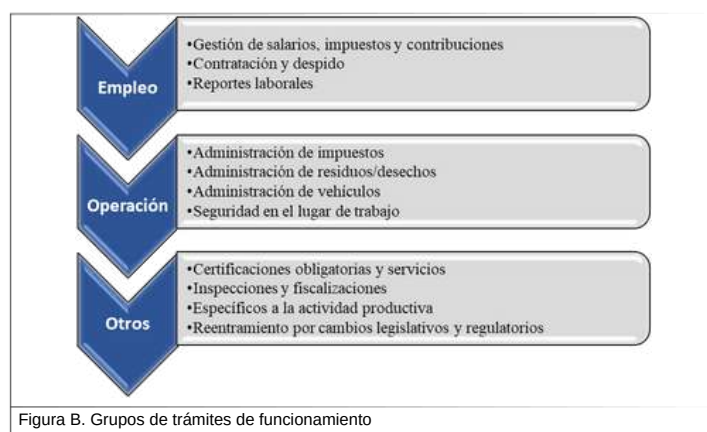 Empleo
•Gestión de salarios, impuestos y contribuciones
•Contratación y despido
•Reportes laborales
Operación
•Administración de impuestos
•Administración de residuos/desechos
•Administración de vehículos
•Seguridad en el lugar de trabajo
Otros
•Certificaciones obligatorias y servicios
•Inspecciones y fiscalizaciones
•Específicos a la actividad productiva
•Reentramiento por cambios legislativos y regulatorios
Figura B. Grupos de trámites de funcionamiento